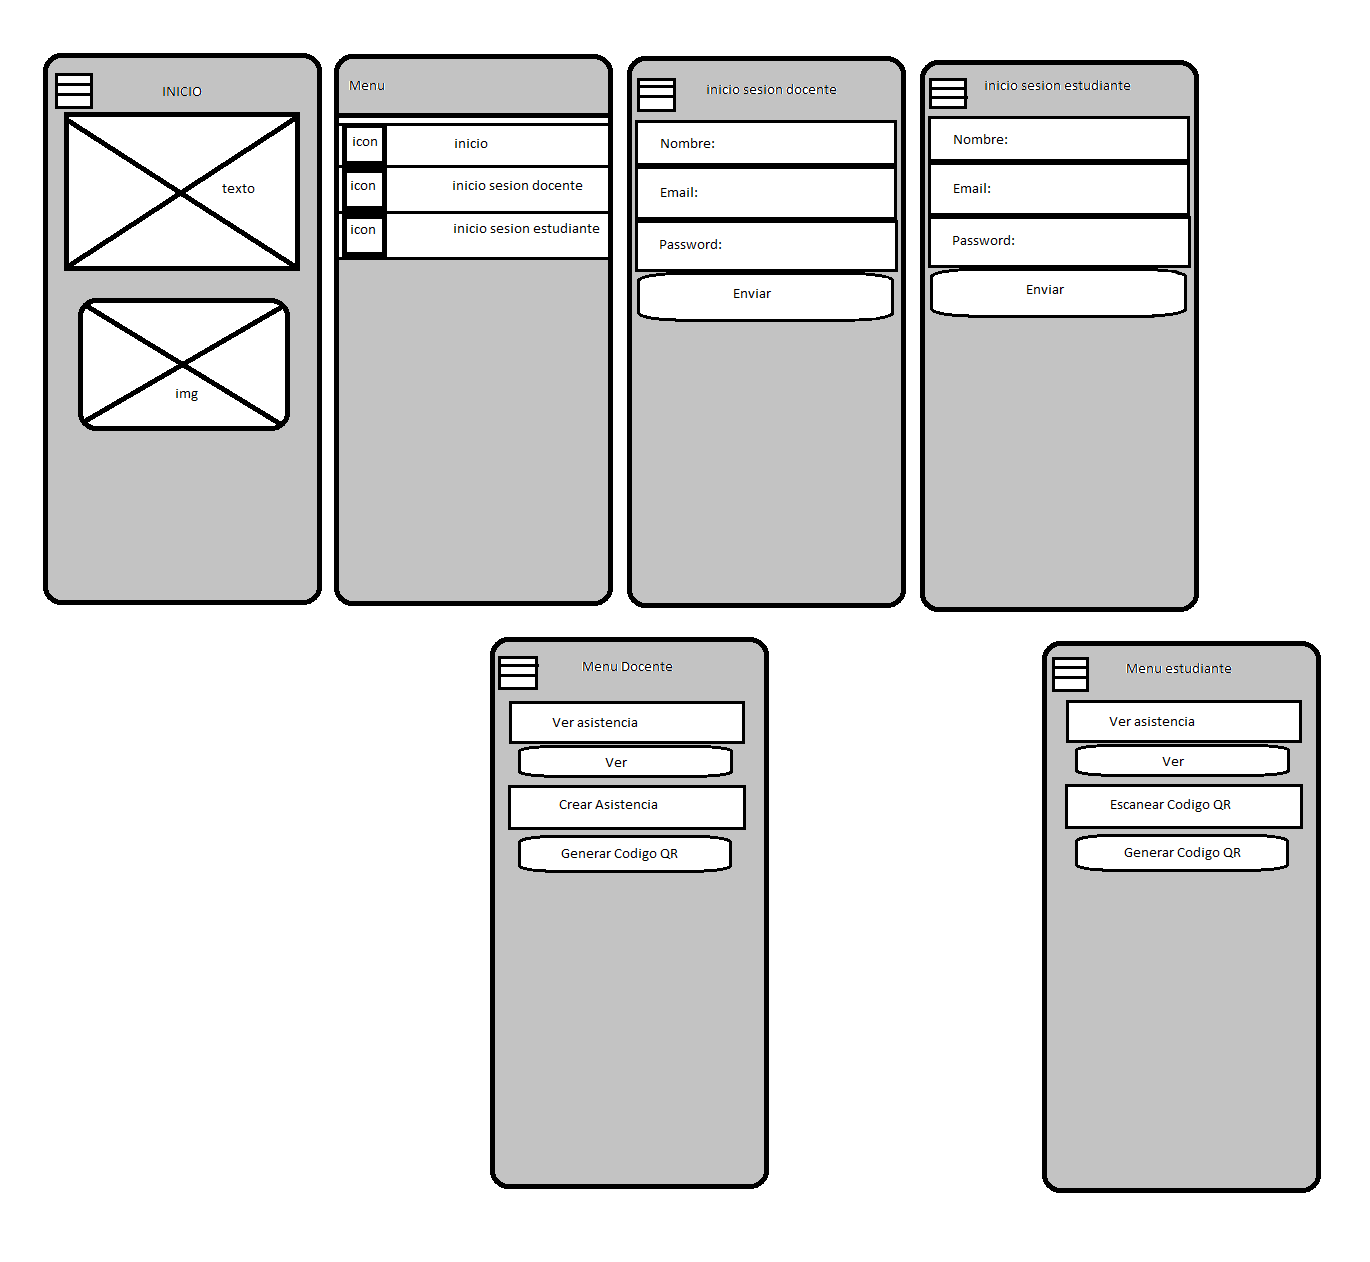 INICIO
texto
img
Menu
icon
inicio
icon
inicio sesion docente
icon
inicio sesion estudiante
inicio sesion docente
Nombre:
Email:
Password:
Enviar
inicio sesion estudiante
Nombre:
Email:
Password:
Enviar
Menu Docente
Ver asistencia
Ver
Crear Asistencia
Generar Codigo QR
Menu estudiante
Ver asistencia
Ver
Escanear Codigo QR
Generar Codigo QR